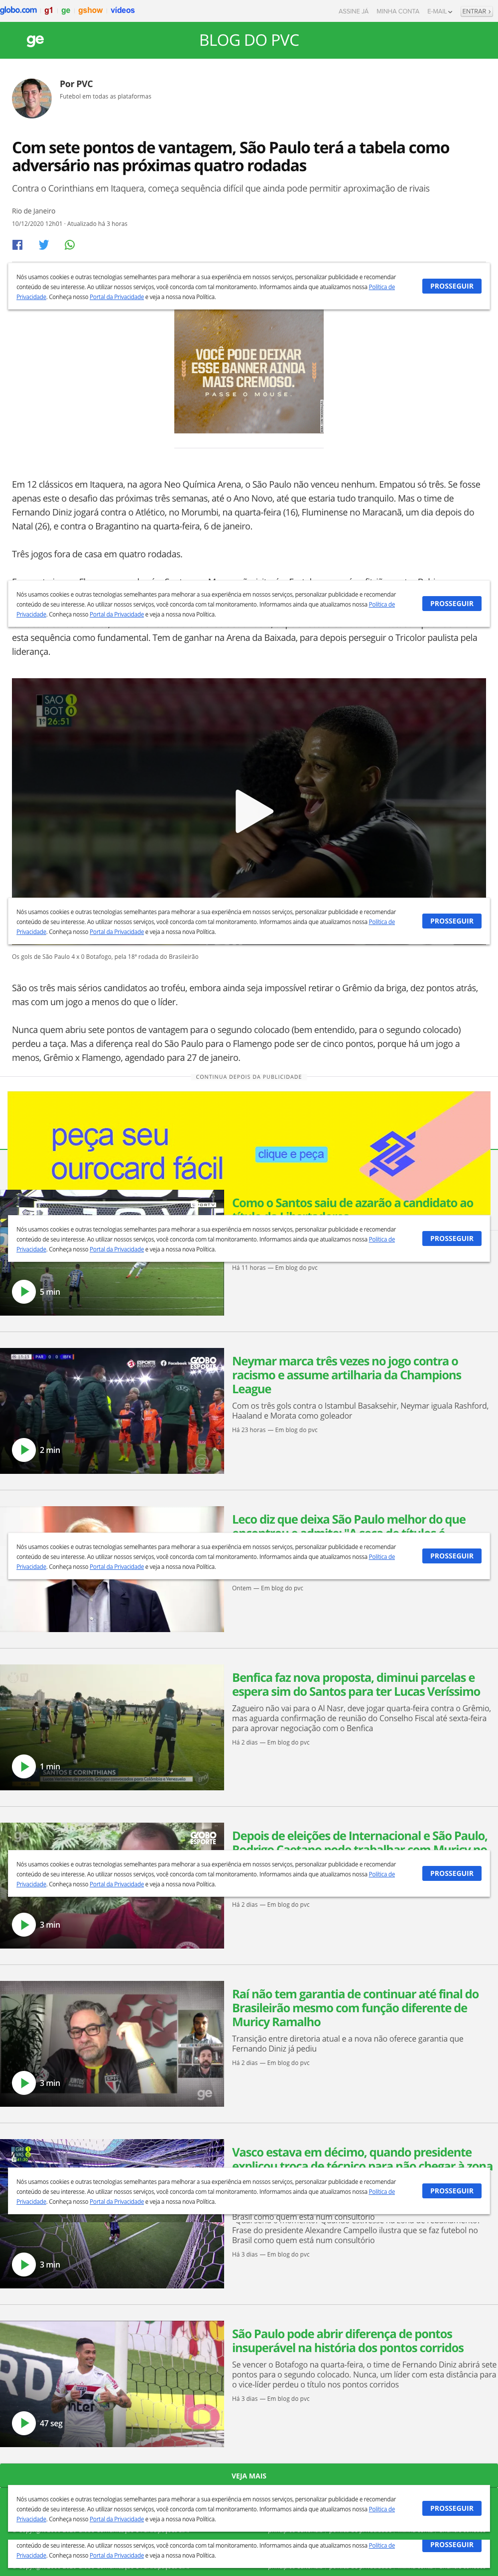 globo.com g1 ge gshow vídeos ASSINE JÁ MINHA CONTA E-MAIL ENTRAR ›
ge BLOG DO PVC
Por PVC
Futebol em todas as plataformas
Com sete pontos de vantagem, São Paulo terá a tabela como
adversário nas próximas quatro rodadas
Contra o Corinthians em Itaquera, começa sequência difícil que ainda pode permitir aproximação de rivais
Rio de Janeiro
10/12/2020 12h01 · Atualizado há 3 horas
Nós usamos cookies e outras tecnologias semelhantes para melhorar a sua experiência em nossos serviços, personalizar publicidade e recomendar
conteúdo de seu interesse. Ao utilizar nossos serviços, você concorda com tal monitoramento. Informamos ainda que atualizamos nossa Política de
Privacidade. Conheça nosso Portal da Privacidade e veja a nossa nova Política.
PROSSEGUIR
VOCÊ PODE DEIXAR
ESSE BANNER AINDA
MAIS CREMOSO.
PASSE O MOUSE.
Em 12 clássicos em Itaquera, na agora Neo Química Arena, o São Paulo não venceu nenhum. Empatou só três. Se fosse
apenas este o desafio das próximas três semanas, até o Ano Novo, até que estaria tudo tranquilo. Mas o time de
Fernando Diniz jogará contra o Atlético, no Morumbi, na quarta-feira (16), Fluminense no Maracanã, um dia depois do
Natal (26), e contra o Bragantino na quarta-feira, 6 de janeiro.
Três jogos fora de casa em quatro rodadas.
Nós usamos cookies e outras tecnologias semelhantes para melhorar a sua experiência em nossos serviços, personalizar publicidade e recomendar
conteúdo de seu interesse. Ao utilizar nossos serviços, você concorda com tal monitoramento. Informamos ainda que atualizamos nossa Política de
Privacidade. Conheça nosso Portal da Privacidade e veja a nossa nova Política.
PROSSEGUIR
esta sequência como fundamental. Tem de ganhar na Arena da Baixada, para depois perseguir o Tricolor paulista pela
liderança.
SAO 1
BOT 0
1º 26:51
Nós usamos cookies e outras tecnologias semelhantes para melhorar a sua experiência em nossos serviços, personalizar publicidade e recomendar
conteúdo de seu interesse. Ao utilizar nossos serviços, você concorda com tal monitoramento. Informamos ainda que atualizamos nossa Política de
Privacidade. Conheça nosso Portal da Privacidade e veja a nossa nova Política.
PROSSEGUIR
Os gols de São Paulo 4 x 0 Botafogo, pela 18ª rodada do Brasileirão
São os três mais sérios candidatos ao troféu, embora ainda seja impossível retirar o Grêmio da briga, dez pontos atrás,
mas com um jogo a menos do que o líder.
Nunca quem abriu sete pontos de vantagem para o segundo colocado (bem entendido, para o segundo colocado)
perdeu a taça. Mas a diferença real do São Paulo para o Flamengo pode ser de cinco pontos, porque há um jogo a
menos, Grêmio x Flamengo, agendado para 27 de janeiro.
CONTINUA DEPOIS DA PUBLICIDADE
peça seu
ourocard fácil
clique e peça
Como o Santos saiu de azarão a candidato ao
Nós usamos cookies e outras tecnologias semelhantes para melhorar a sua experiência em nossos serviços, personalizar publicidade e recomendar
conteúdo de seu interesse. Ao utilizar nossos serviços, você concorda com tal monitoramento. Informamos ainda que atualizamos nossa Política de
Privacidade. Conheça nosso Portal da Privacidade e veja a nossa nova Política.
PROSSEGUIR
Há 11 horas — Em blog do pvc
5 min
Neymar marca três vezes no jogo contra o
racismo e assume artilharia da Champions
League
Com os três gols contra o Istambul Basaksehir, Neymar iguala Rashford,
Haaland e Morata como goleador
Há 23 horas — Em blog do pvc
2 min
GLOBO
ESPORTE
Leco diz que deixa São Paulo melhor do que
Nós usamos cookies e outras tecnologias semelhantes para melhorar a sua experiência em nossos serviços, personalizar publicidade e recomendar
conteúdo de seu interesse. Ao utilizar nossos serviços, você concorda com tal monitoramento. Informamos ainda que atualizamos nossa Política de
Privacidade. Conheça nosso Portal da Privacidade e veja a nossa nova Política.
PROSSEGUIR
Ontem — Em blog do pvc
Benfica faz nova proposta, diminui parcelas e
espera sim do Santos para ter Lucas Veríssimo
Zagueiro não vai para o Al Nasr, deve jogar quarta-feira contra o Grêmio,
mas aguarda confirmação de reunião do Conselho Fiscal até sexta-feira
para aprovar negociação com o Benfica
Há 2 dias — Em blog do pvc
1 min
SANTOS E CORINTHIANS
GLOBO
ESPORTE
Depois de eleições de Internacional e São Paulo,
Rodrigo Caetano pode trabalhar com Muricy no
Nós usamos cookies e outras tecnologias semelhantes para melhorar a sua experiência em nossos serviços, personalizar publicidade e recomendar
conteúdo de seu interesse. Ao utilizar nossos serviços, você concorda com tal monitoramento. Informamos ainda que atualizamos nossa Política de
Privacidade. Conheça nosso Portal da Privacidade e veja a nossa nova Política.
PROSSEGUIR
Há 2 dias — Em blog do pvc
3 min
Raí não tem garantia de continuar até final do
Brasileirão mesmo com função diferente de
Muricy Ramalho
Transição entre diretoria atual e a nova não oferece garantia que
Fernando Diniz já pediu
Há 2 dias — Em blog do pvc
3 min
ge
Vasco estava em décimo, quando presidente
explicou troca de técnico para não chegar à zona
Nós usamos cookies e outras tecnologias semelhantes para melhorar a sua experiência em nossos serviços, personalizar publicidade e recomendar
conteúdo de seu interesse. Ao utilizar nossos serviços, você concorda com tal monitoramento. Informamos ainda que atualizamos nossa Política de
Privacidade. Conheça nosso Portal da Privacidade e veja a nossa nova Política.
PROSSEGUIR
Brasil como quem está num consultório
Frase do presidente Alexandre Campello ilustra que se faz futebol no
Brasil como quem está num consultório
Há 3 dias — Em blog do pvc
3 min
São Paulo pode abrir diferença de pontos
insuperável na história dos pontos corridos
Se vencer o Botafogo na quarta-feira, o time de Fernando Diniz abrirá sete
pontos para o segundo colocado. Nunca, um líder com esta distância para
o vice-líder perdeu o título nos pontos corridos
Há 3 dias — Em blog do pvc
47 seg
VEJA MAIS
Nós usamos cookies e outras tecnologias semelhantes para melhorar a sua experiência em nossos serviços, personalizar publicidade e recomendar
conteúdo de seu interesse. Ao utilizar nossos serviços, você concorda com tal monitoramento. Informamos ainda que atualizamos nossa Política de
Privacidade. Conheça nosso Portal da Privacidade e veja a nossa nova Política.
PROSSEGUIR
conteúdo de seu interesse. Ao utilizar nossos serviços, você concorda com tal monitoramento. Informamos ainda que atualizamos nossa Política de
Privacidade. Conheça nosso Portal da Privacidade e veja a nossa nova Política.
PROSSEGUIR